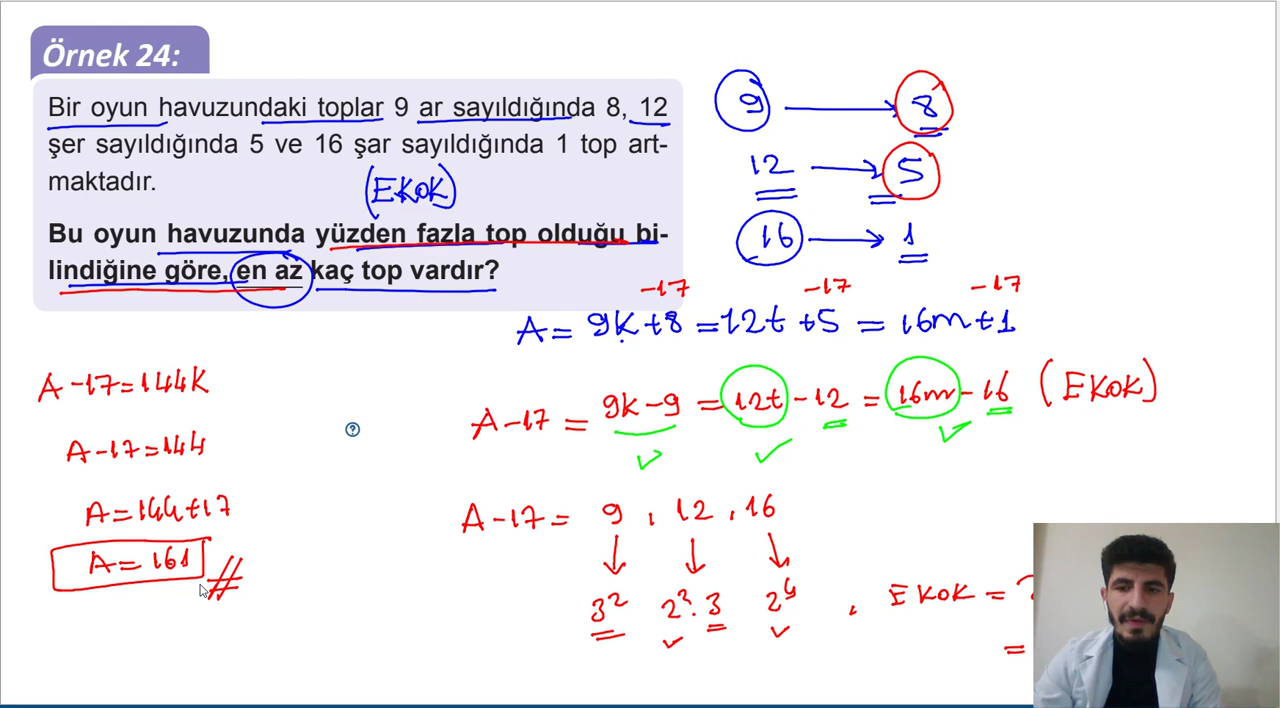 Örnek 24:
Bir oyun havuzundaki toplar 9 ar sayıldığında 8, 12
şer sayıldığında 5 ve 16 şar sayıldığında 1 top art-
maktadır.
(EKOK)
Bu oyun havuzunda yüzden fazla top olduğu bi-
lindiğine göre, en az kaç top vardır?
9 → 8
12 → 5
16 → 1
-17 -17 -17
A = 9k+8 = 12t+5 = 16m+1
A-17 = 9k-9 = 12t-12 = 16m-16 (EKOK)
A-17 = 9, 12, 16
3² 2².3 2⁴, EKOK = ?
=
A-17=144k
A-17=144
A=144+17
A=161